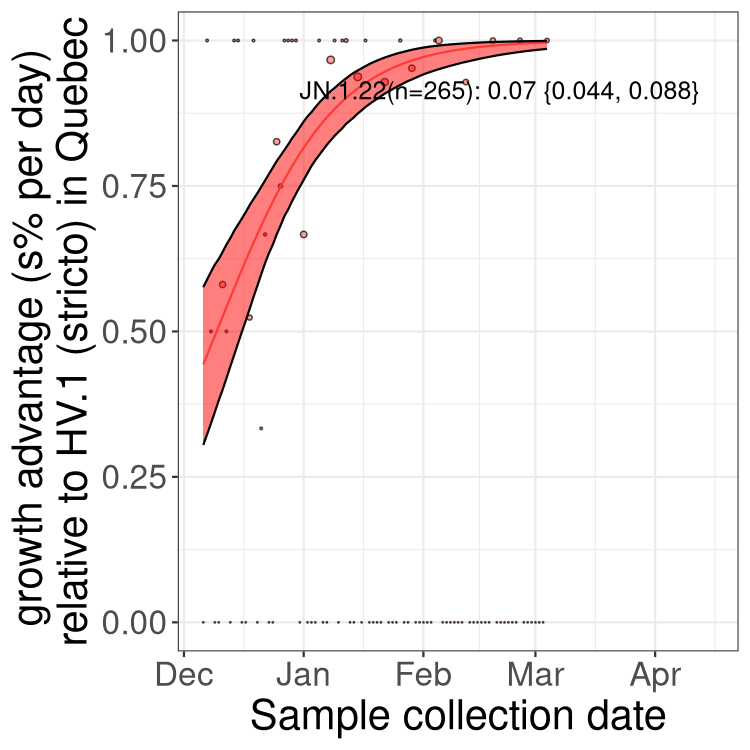 growth advantage (s% per day)
relative to HV.1 (stricto) in Quebec
1.00
0.75
0.50
0.25
0.00
JN.1.22(n=265): 0.07 {0.044, 0.088}
Dec
Jan
Feb
Mar
Apr
Sample collection date